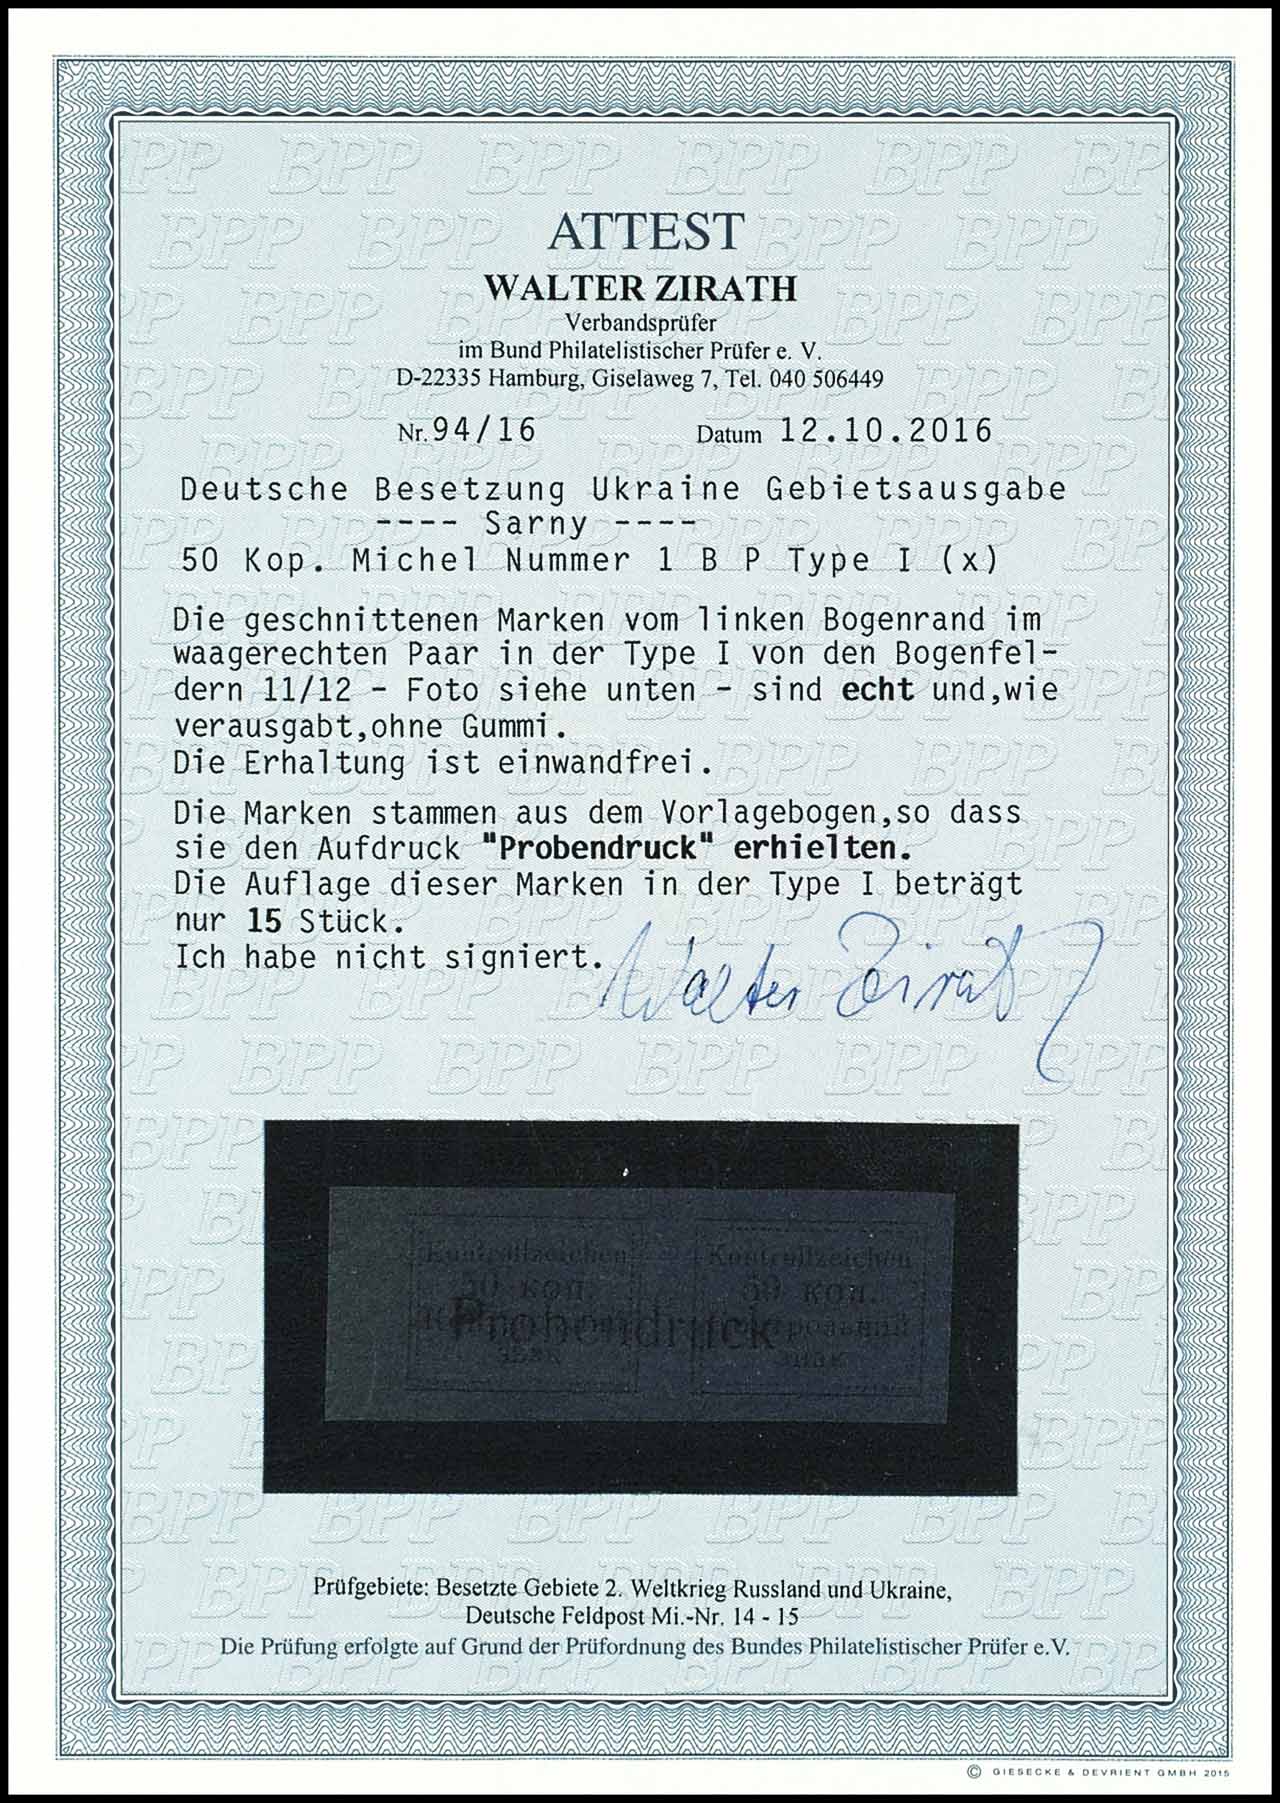 ATTEST
WALTER ZIRATH
Verbandsprüfer
im Bund Philatelistischer Prüfer e. V.
D-22335 Hamburg, Giselaweg 7, Tel. 040 506449
Nr. 94/16 Datum 12.10.2016
Deutsche Besetzung Ukraine Gebietsausgabe
---- Sarny ----
50 Kop. Michel Nummer 1 B P Type I (x)
Die geschnittenen Marken vom linken Bogenrand im
waagerechten Paar in der Type I von den Bogenfel-
dern 11/12 - Foto siehe unten - sind echt und,wie
verausgabt,ohne Gummi.
Die Erhaltung ist einwandfrei.
Die Marken stammen aus dem Vorlagebogen,so dass
sie den Aufdruck "Probendruck" erhielten.
Die Auflage dieser Marken in der Type I beträgt
nur 15 Stück.
Ich habe nicht signiert.
Walter Zirath
Kontrollzeichen Kontrollzeichen
50 коп. 50 коп.
Probendruck
знак знак
Prüfgebiete: Besetzte Gebiete 2. Weltkrieg Russland und Ukraine,
Deutsche Feldpost Mi.-Nr. 14 - 15
Die Prüfung erfolgte auf Grund der Prüfordnung des Bundes Philatelistischer Prüfer e.V.
© GIESECKE & DEVRIENT GMBH 2015